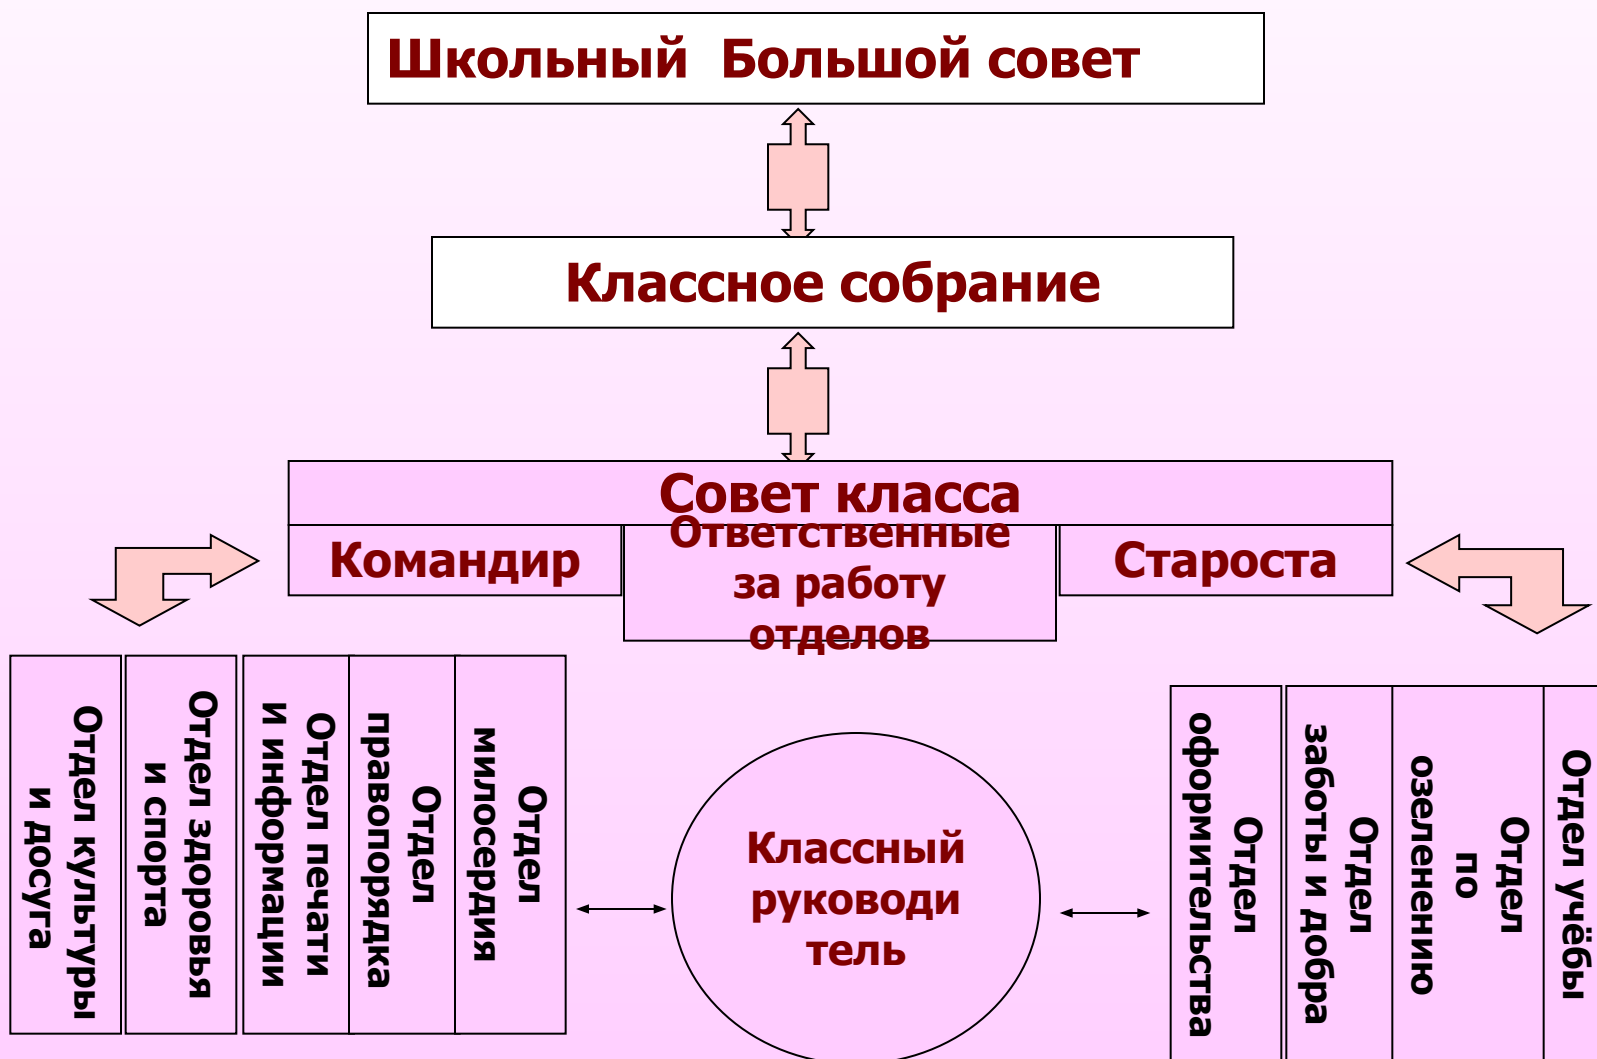 Школьный Большой совет
Классное собрание
Совет класса
Командир
Ответственные
за работу
отделов
Староста
Отдел культуры
и досуга
Отдел здоровья
и спорта
Отдел печати
и информации
Отдел
правопорядка
Отдел
милосердия
Классный
руководи
тель
Отдел
оформительства
Отдел
заботы и добра
Отдел
по
озеленению
Отдел учёбы